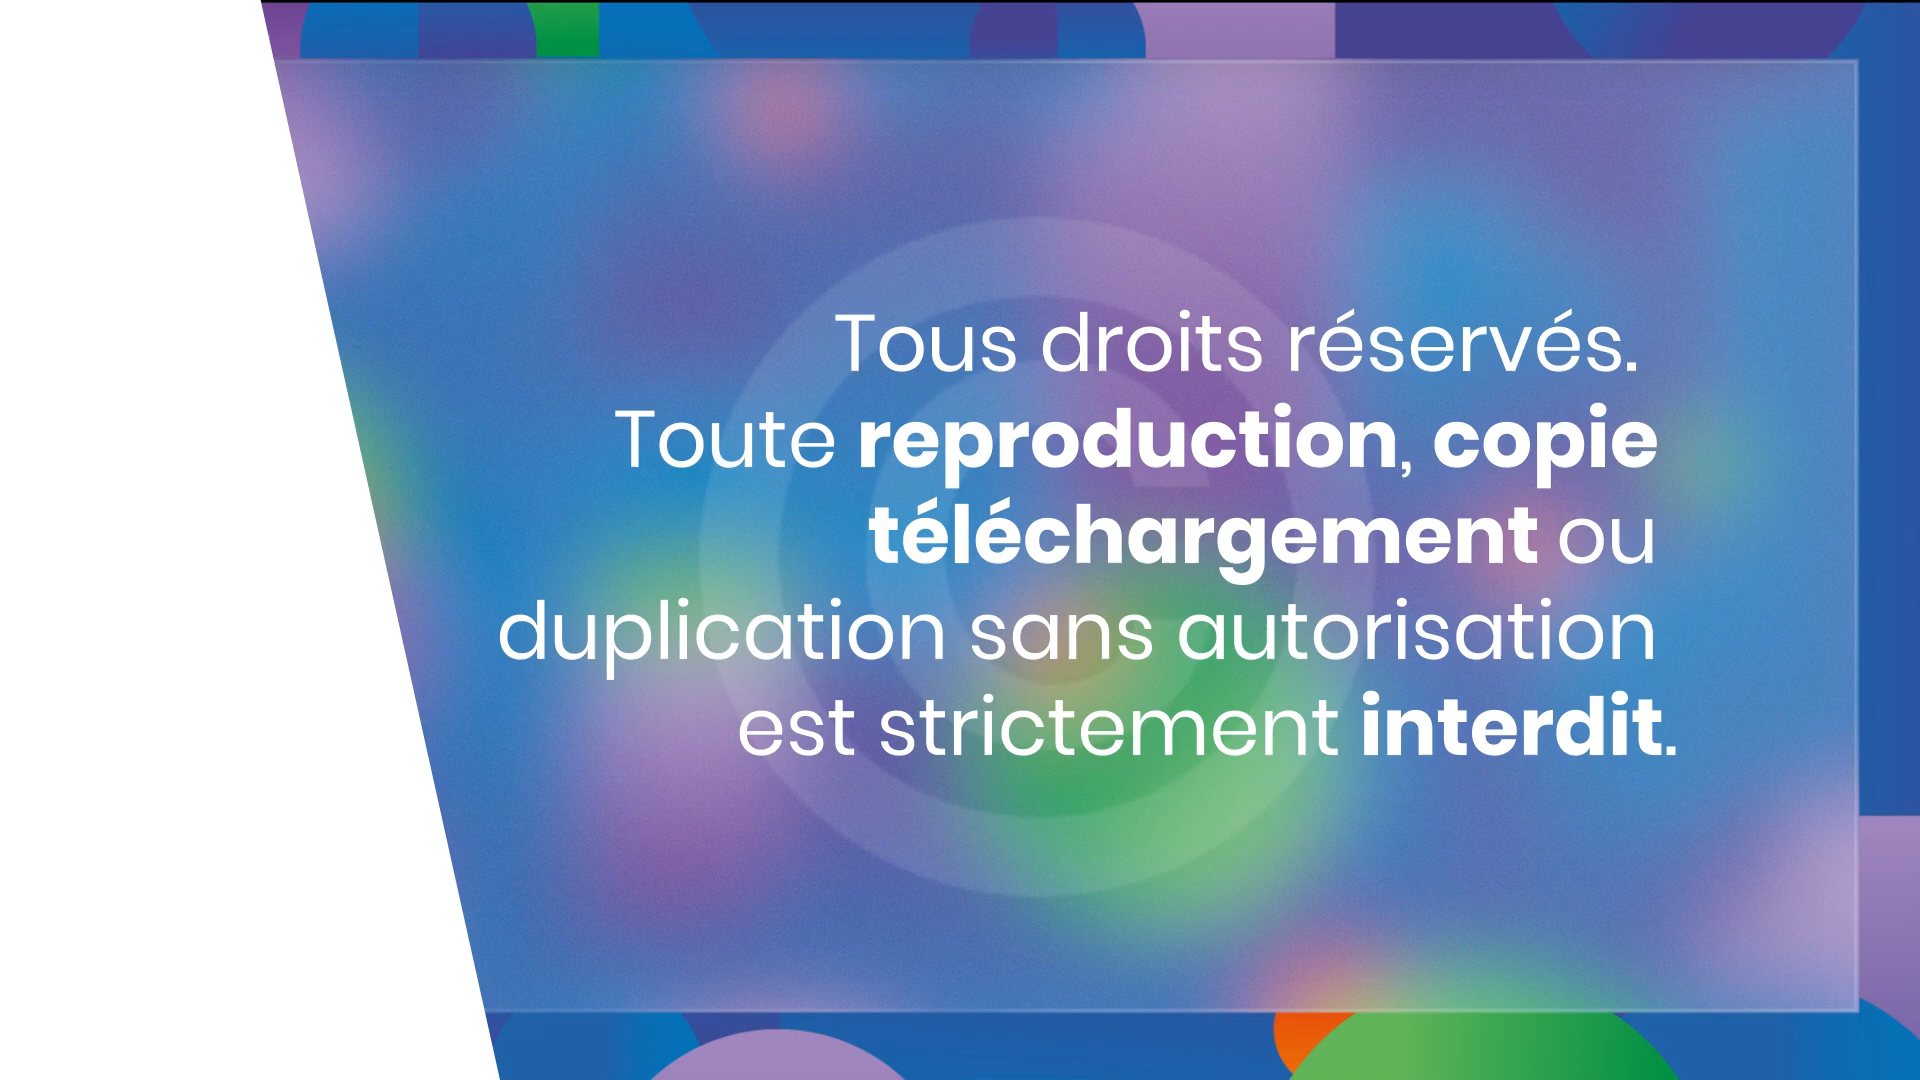 Tous droits réservés.
Toute reproduction, copie
téléchargement ou
duplication sans autorisation
est strictement interdit.